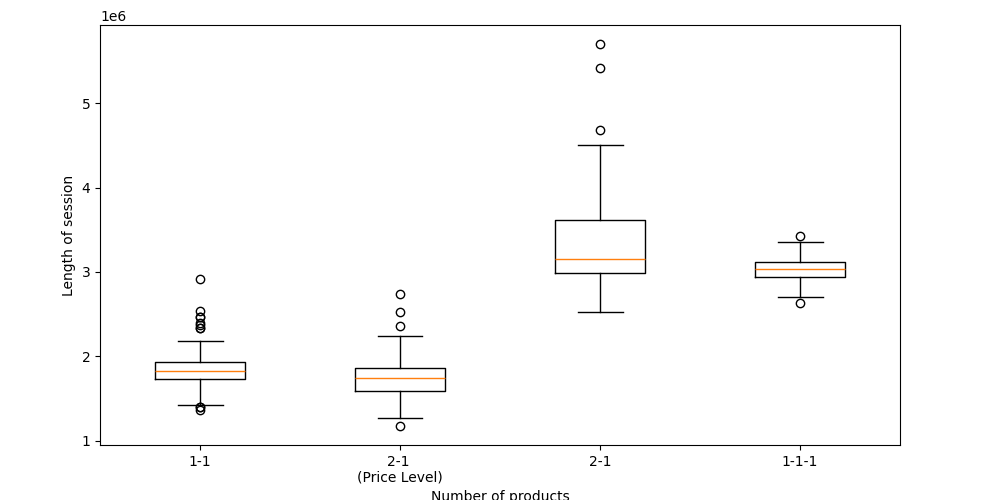 1e6
5
4
3
2
1
Length of session
1-1
2-1
(Price Level)
2-1
1-1-1
Number of products